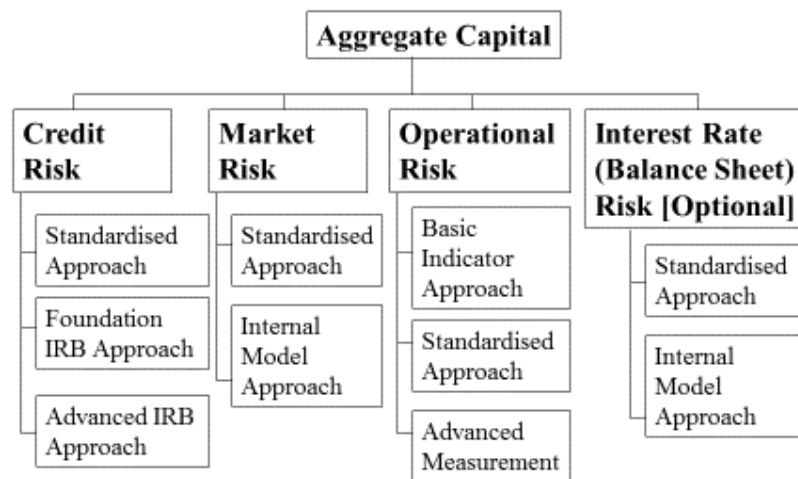 Aggregate Capital
Credit
Risk
Standardised
Approach
Foundation
IRB Approach
Advanced IRB
Approach
Market
Risk
Standardised
Approach
Internal
Model
Approach
Operational
Risk
Basic
Indicator
Approach
Standardised
Approach
Advanced
Measurement
Interest Rate
(Balance Sheet)
Risk [Optional]
Standardised
Approach
Internal
Model
Approach